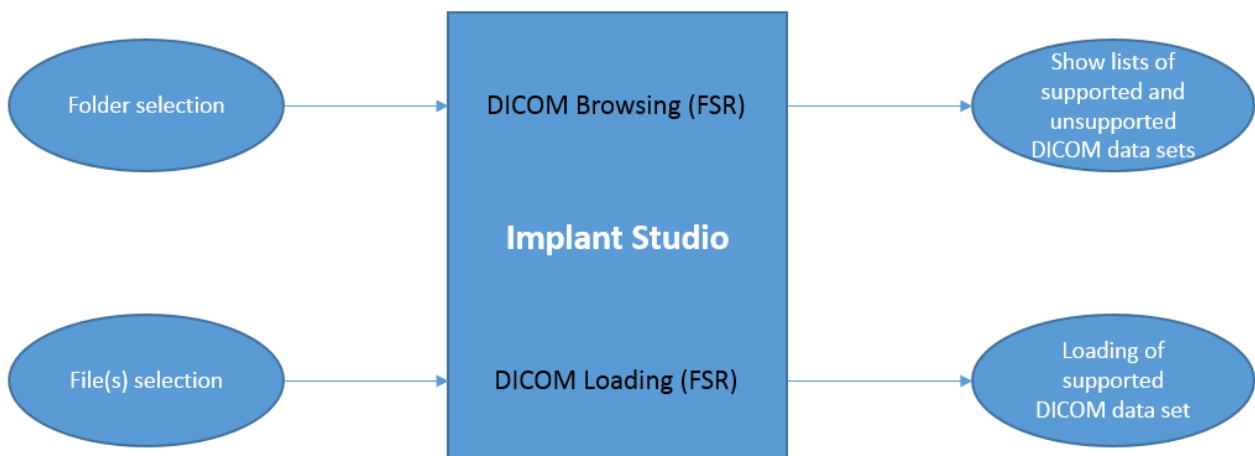 Folder selection
DICOM Browsing (FSR)
Show lists of
supported and
unsupported
DICOM data sets
Implant Studio
File(s) selection
DICOM Loading (FSR)
Loading of
supported
DICOM data set